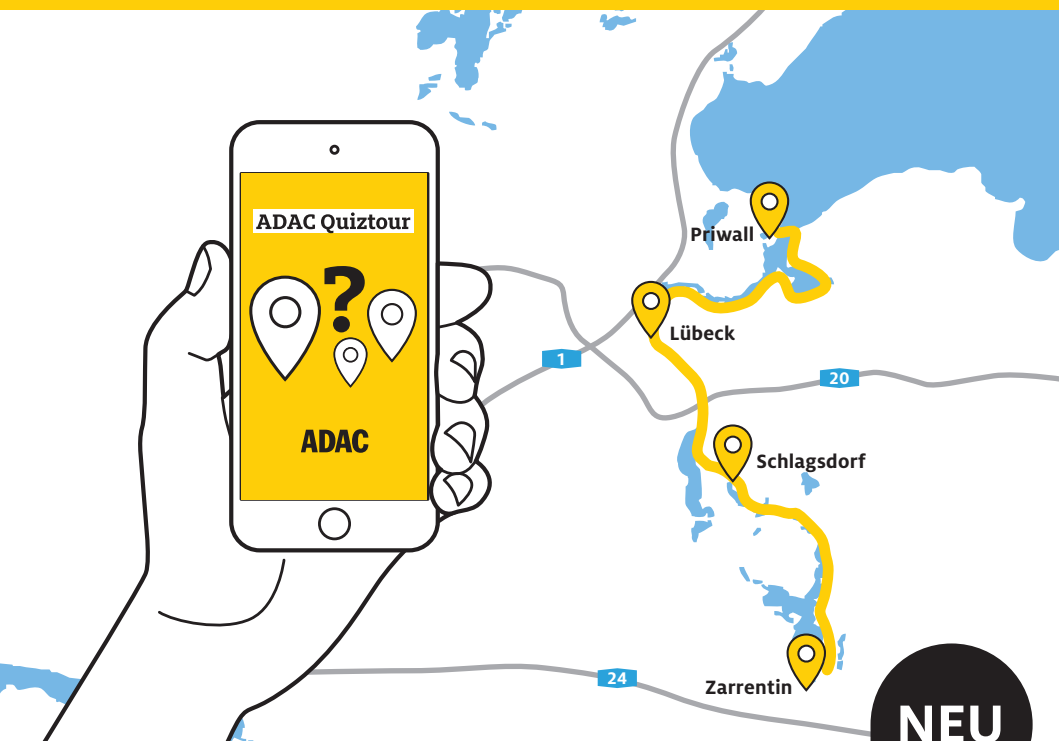 ADAC Quiztour
?
ADAC
Priwall
Lübeck
1
20
Schlagsdorf
24
Zarrentin
NEU